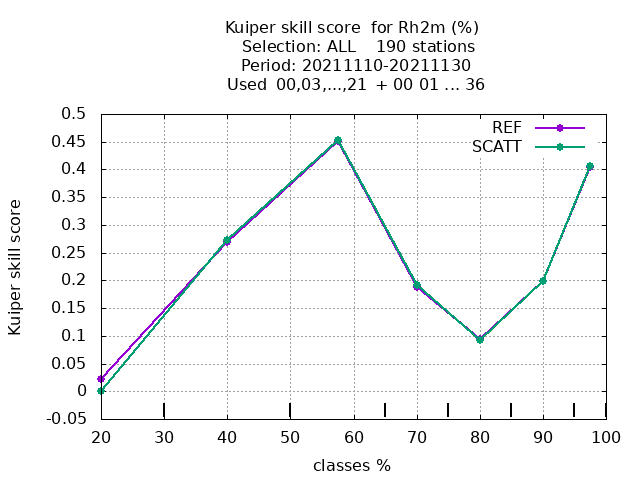 Kuiper skill score for Rh2m (%)
Selection: ALL 190 stations
Period: 20211110-20211130
Used 00,03,...,21 + 00 01 ... 36
0.5
0.45
0.4
0.35
0.3
0.25
0.2
0.15
0.1
0.05
0
-0.05
Kuiper skill score
REF
SCATT
20 30 40 50 60 70 80 90 100
classes %